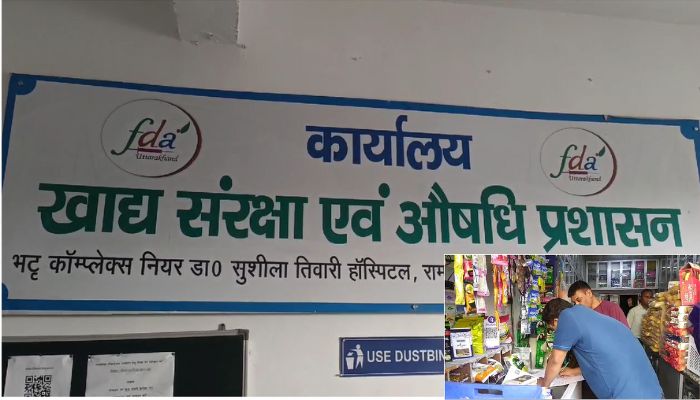 fda
Uttarakhand
कार्यालय
fda
Uttarakhand
खाद्य संरक्षा एवं औषधि प्रशासन
भट्ट कॉम्प्लेक्स नियर डा0 सुशीला तिवारी हॉस्पिटल, राम
USE DUSTBIN